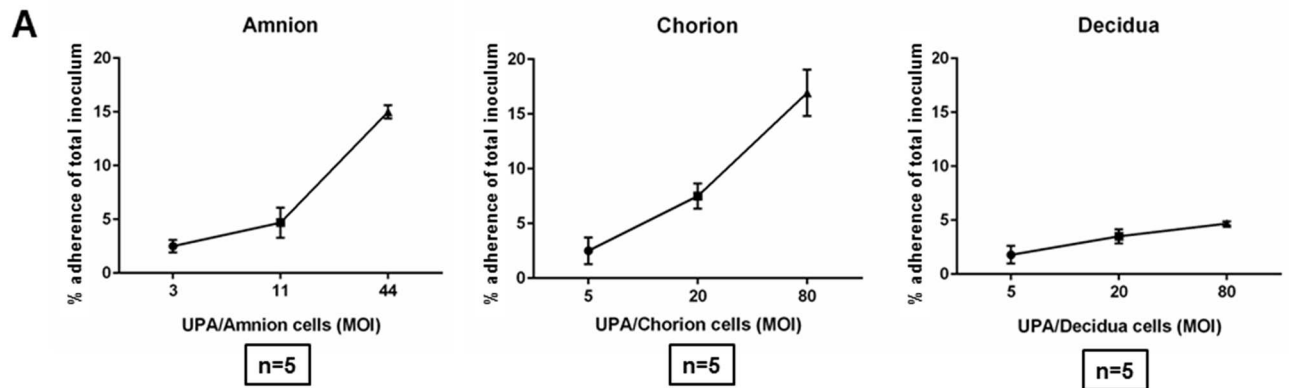 A
Amnion
% adherence of total inoculum
20
15
10
5
0
3 11 44
UPA/Amnion cells (MOI)
n=5
Chorion
% adherence of total inoculum
20
15
10
5
0
5 20 80
UPA/Chorion cells (MOI)
n=5
Decidua
% adherence of total inoculum
20
15
10
5
0
5 20 80
UPA/Decidua cells (MOI)
n=5